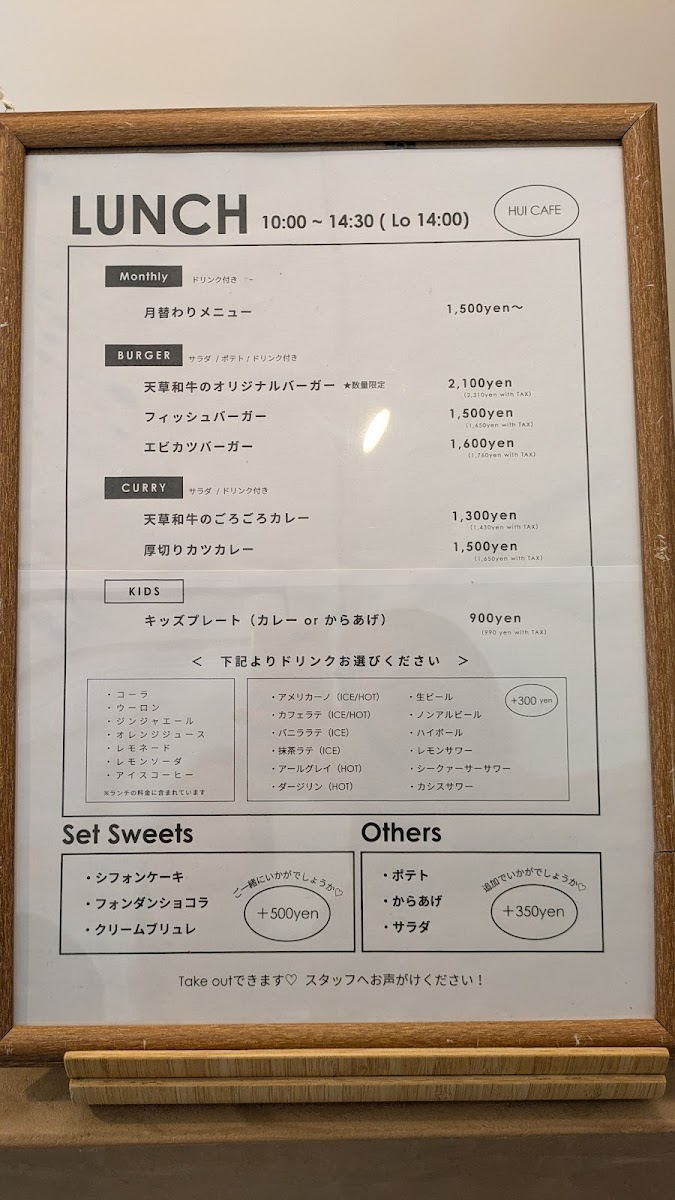 LUNCH 10:00 ~ 14:30 ( Lo 14:00)
HUI CAFE
Monthly ドリンク付き
月替わりメニュー 1,500yen〜
BURGER サラダ / ポテト / ドリンク付き
天草和牛のオリジナルバーガー ★数量限定 2,100yen
(2,310yen with TAX)
フィッシュバーガー 1,500yen
(1,650yen with TAX)
エビカツバーガー 1,600yen
(1,760yen with TAX)
CURRY サラダ / ドリンク付き
天草和牛のごろごろカレー 1,300yen
(1,430yen with TAX)
厚切りカツカレー 1,500yen
(1,650yen with TAX)
KIDS
キッズプレート（カレー or からあげ） 900yen
(990 yen with TAX)
＜ 下記よりドリンクお選びください ＞
・コーラ
・ウーロン
・ジンジャエール
・オレンジジュース
・レモネード
・レモンソーダ
・アイスコーヒー
※ランチの料金に含まれています
・アメリカーノ（ICE/HOT）
・カフェラテ（ICE/HOT）
・バニララテ（ICE）
・抹茶ラテ（ICE）
・アールグレイ（HOT）
・ダージリン（HOT）
・生ビール
・ノンアルビール
・ハイボール
・レモンサワー
・シークァーサーサワー
・カシスサワー
+300 yen
Set Sweets
・シフォンケーキ
・フォンダンショコラ
・クリームブリュレ
ご一緒にいかがでしょうか♡
＋500yen
Others
・ポテト
・からあげ
・サラダ
追加でいかがでしょうか♡
＋350yen
Take outできます♡ スタッフへお声がけください！